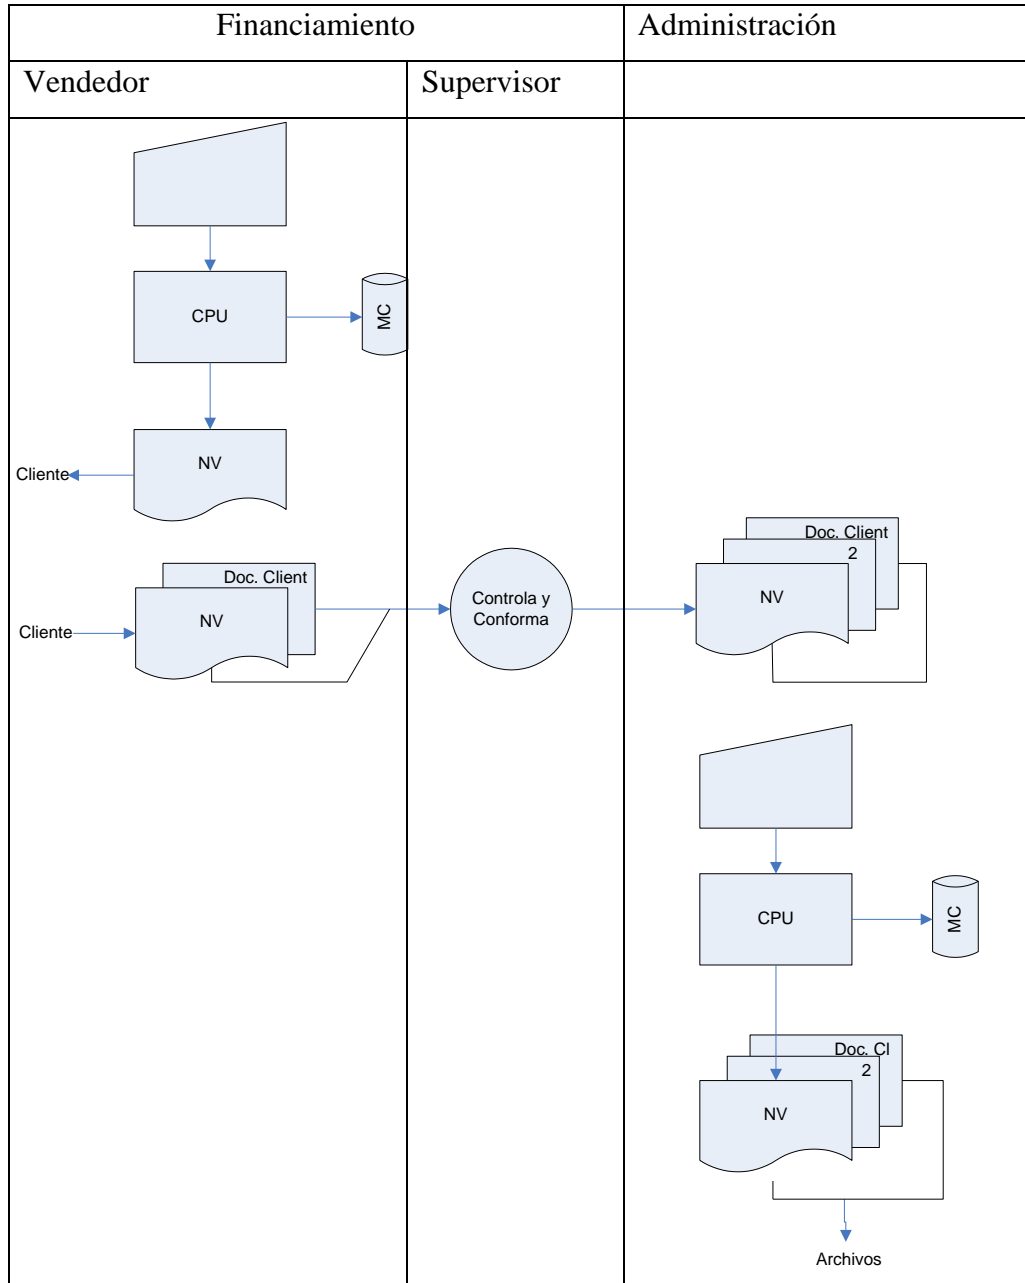 Financiamiento
Administración
Vendedor
Supervisor
CPU
MC
NV
Cliente
Doc. Client
2
NV
Doc. Client
NV
Cliente
Controla y
Conforma
CPU
MC
Doc. Cl
2
NV
Archivos